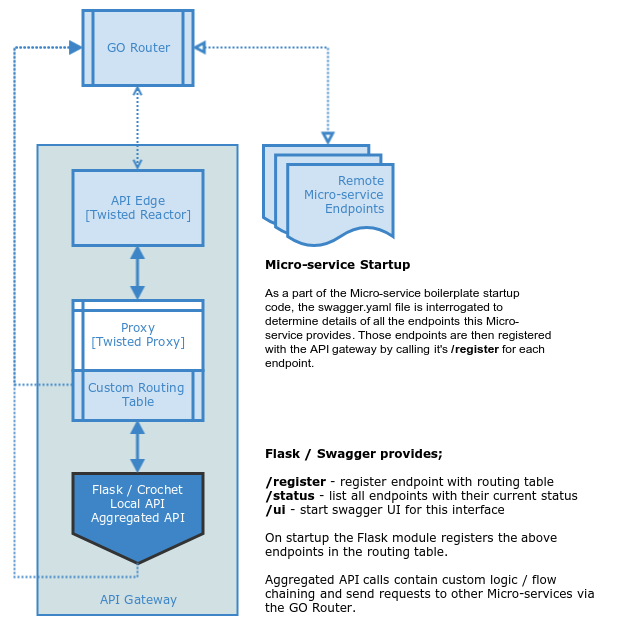 GO Router
API Edge
[Twisted Reactor]
Remote
Micro-service
Endpoints
Proxy
[Twisted Proxy]
Custom Routing
Table
Flask / Crochet
Local API
Aggregated API
API Gateway
Micro-service Startup
As a part of the Micro-service boilerplate startup
code, the swagger.yaml file is interrogated to
determine details of all the endpoints this Micro-
service provides. Those endpoints are then registered
with the API gateway by calling it's /register for each
endpoint.
Flask / Swagger provides;
/register - register endpoint with routing table
/status - list all endpoints with their current status
/ui - start swagger UI for this interface
On startup the Flask module registers the above
endpoints in the routing table.
Aggregated API calls contain custom logic / flow
chaining and send requests to other Micro-services via
the GO Router.